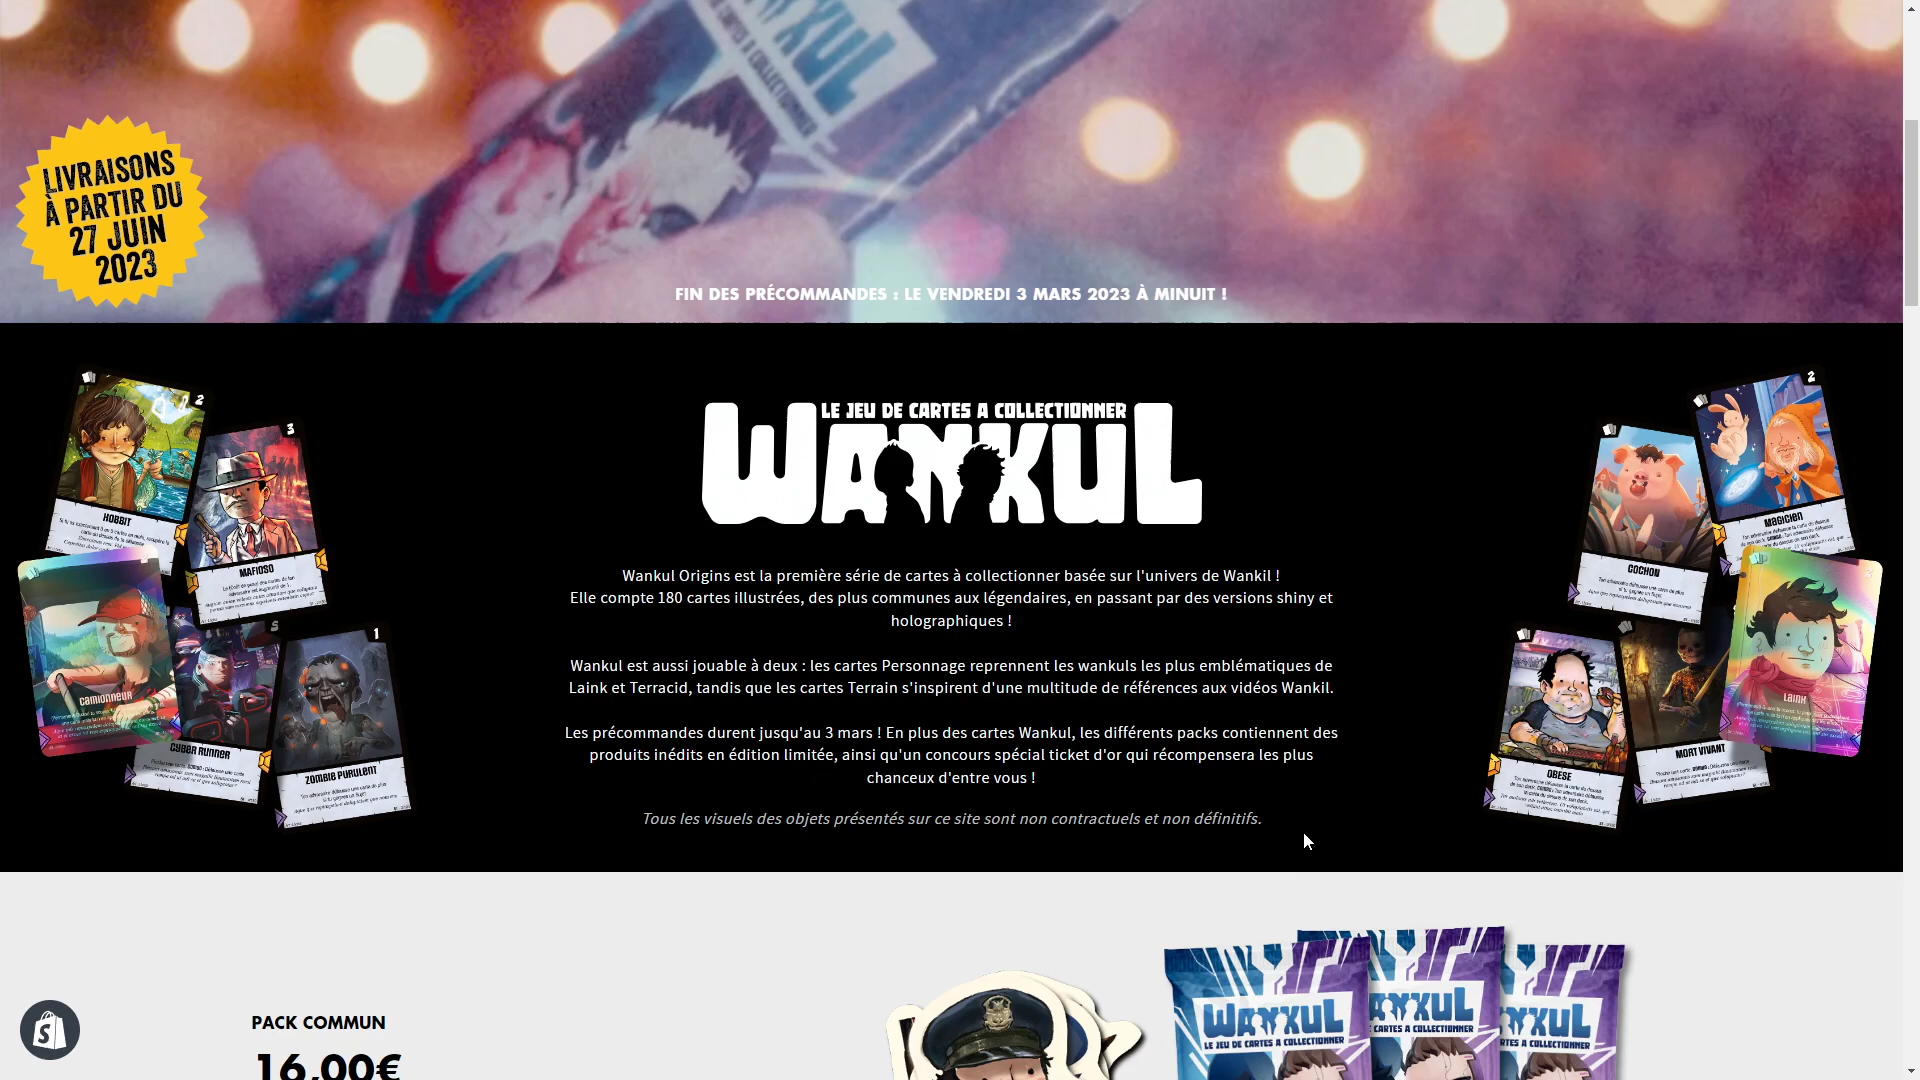 WANKUL
CARTES A COLLECTIONNER
LIVRAISONS
À PARTIR DU
27 JUIN
2023
FIN DES PRÉCOMMANDES : LE VENDREDI 3 MARS 2023 À MINUIT !
2
HOBBIT
3
MAFIOSO
CAMIONNEUR
CYBER RUNNER
1
ZOMBIE PURULENT
LE JEU DE CARTES A COLLECTIONNER
WANKUL
Wankul Origins est la première série de cartes à collectionner basée sur l'univers de Wankil !
Elle compte 180 cartes illustrées, des plus communes aux légendaires, en passant par des versions shiny et
holographiques !
Wankul est aussi jouable à deux : les cartes Personnage reprennent les wankuls les plus emblématiques de
Laink et Terracid, tandis que les cartes Terrain s'inspirent d'une multitude de références aux vidéos Wankil.
Les précommandes durent jusqu'au 3 mars ! En plus des cartes Wankul, les différents packs contiennent des
produits inédits en édition limitée, ainsi qu'un concours spécial ticket d'or qui récompensera les plus
chanceux d'entre vous !
Tous les visuels des objets présentés sur ce site sont non contractuels et non définitifs.
2
MAGICIEN
COCHON
LAINK
OBESE
MORT VIVANT
PACK COMMUN
16,00€
WANKUL
LE JEU DE CARTES A COLLECTIONNER